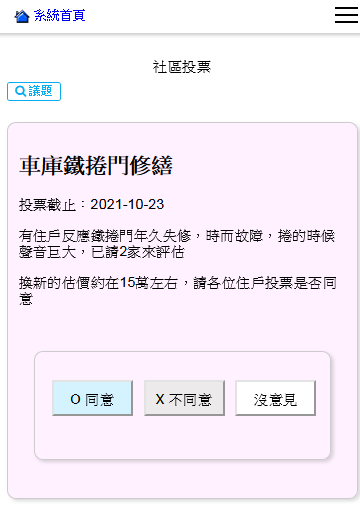 系統首頁
社區投票
議題
車庫鐵捲門修繕
投票截止：2021-10-23
有住戶反應鐵捲門年久失修，時而故障，捲的時候
聲音巨大，已請2家來評估
換新的估價約在15萬左右，請各位住戶投票是否同
意
O 同意
X 不同意
沒意見